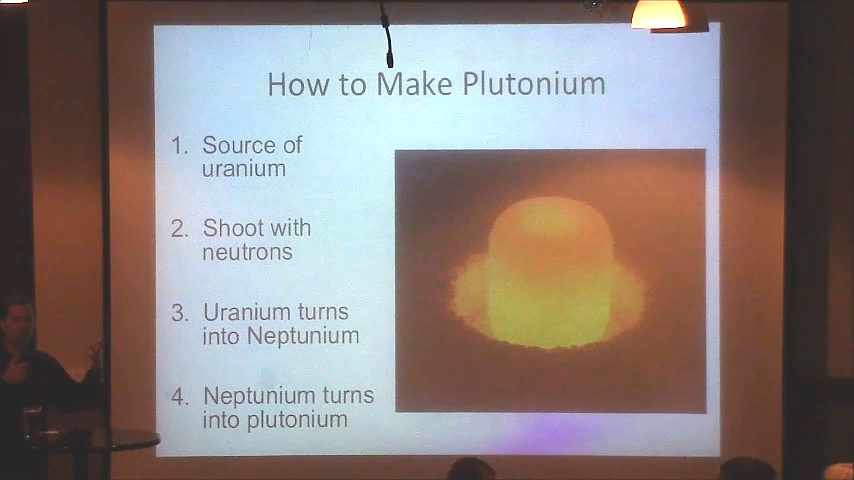 How to Make Plutonium
1. Source of
uranium
2. Shoot with
neutrons
3. Uranium turns
into Neptunium
4. Neptunium turns
into plutonium